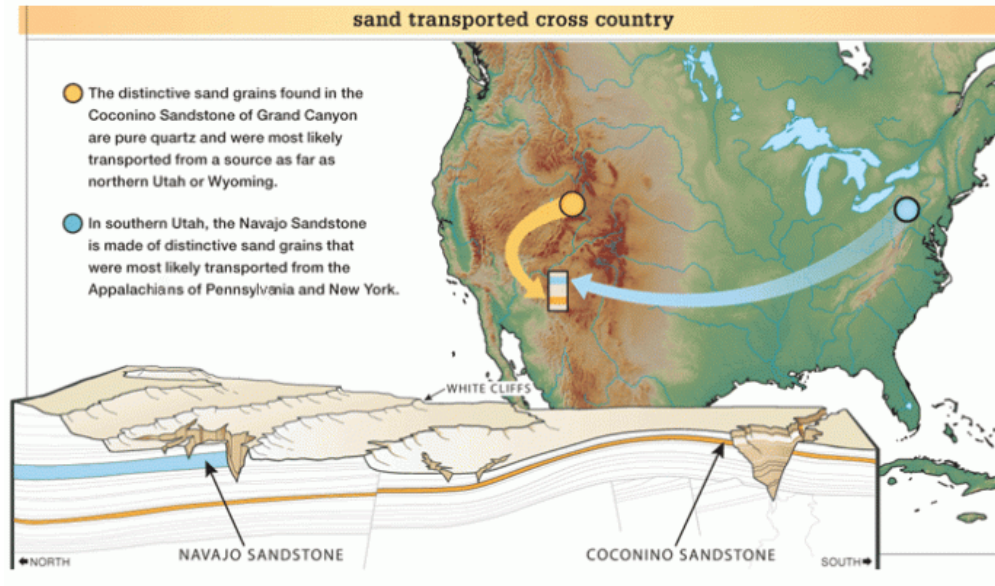 sand transported cross country
The distinctive sand grains found in the
Coconino Sandstone of Grand Canyon
are pure quartz and were most likely
transported from a source as far as
northern Utah or Wyoming.
In southern Utah, the Navajo Sandstone
is made of distinctive sand grains that
were most likely transported from the
Appalachians of Pennsylvania and New York.
WHITE CLIFFS
NAVAJO SANDSTONE
COCONINO SANDSTONE
NORTH
SOUTH